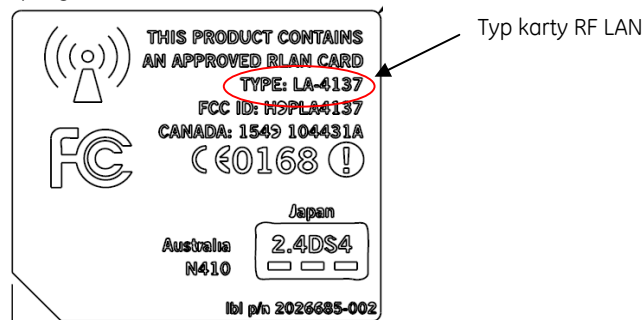 Typ karty RF LAN
THIS PRODUCT CONTAINS
AN APPROVED RLAN CARD
TYPE: LA-4137
FCC ID: H9PLA4137
CANADA: 1549 104431A
FC CE0168 !
Japan
2.4DS4
Australia
N410
lbl p/n 2026685-002